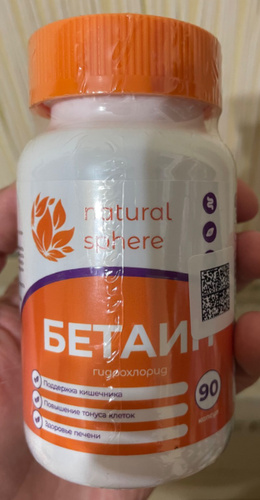 natural
sphere
БЕТАИН
гидрохлорид
Поддержка кишечника
Повышение тонуса клеток
Здоровье печени
90